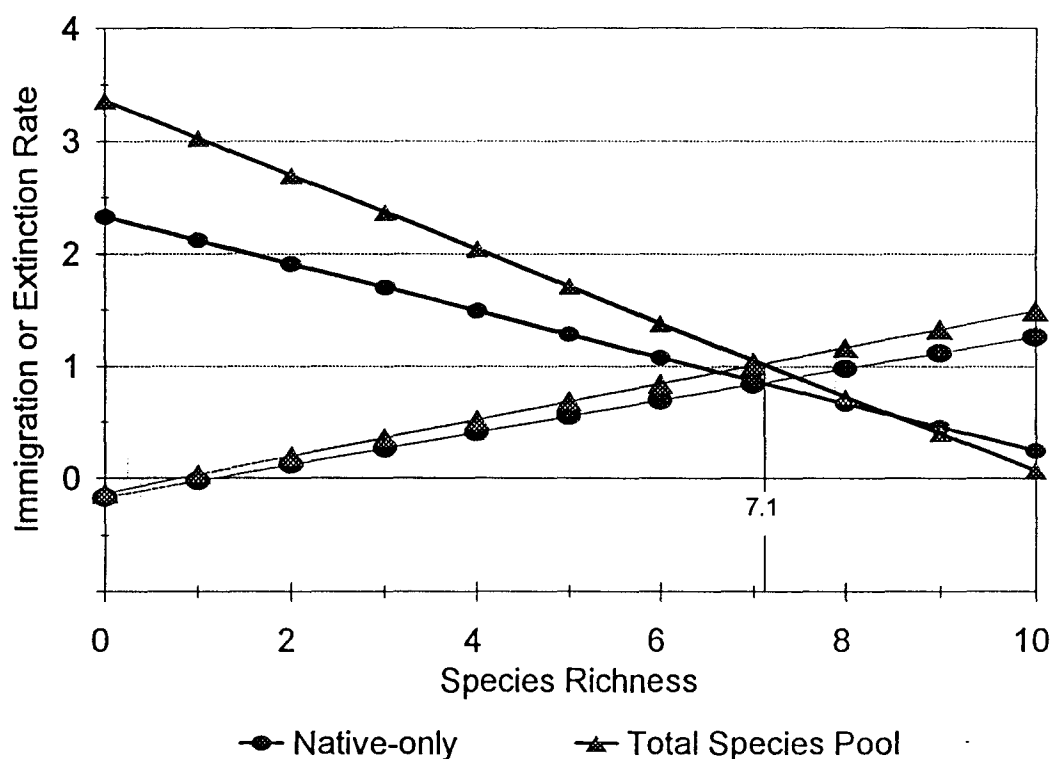 4
3
2
1
0
Immigration or Extinction Rate
7.1
0 2 4 6 8 10
Species Richness
Native-only Total Species Pool